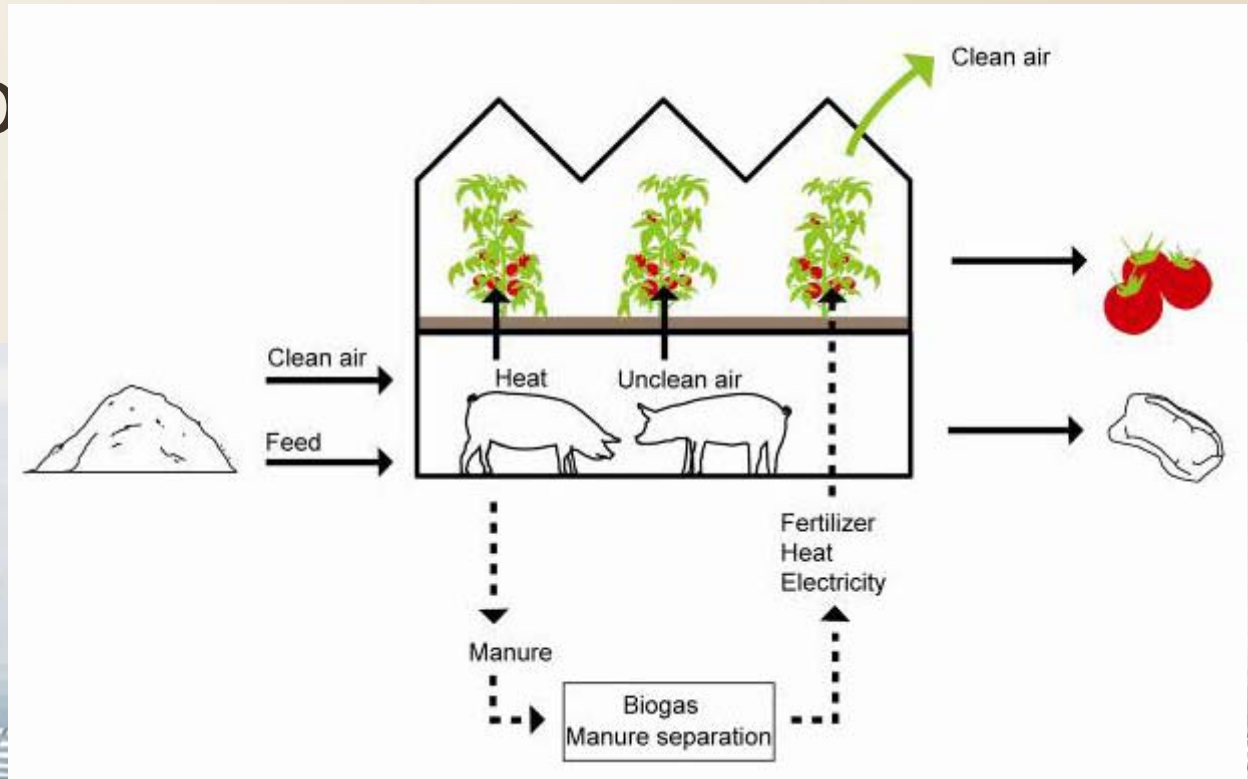 Clean air
Clean air
Heat
Unclean air
Feed
Fertilizer
Heat
Electricity
Manure
Biogas
Manure separation